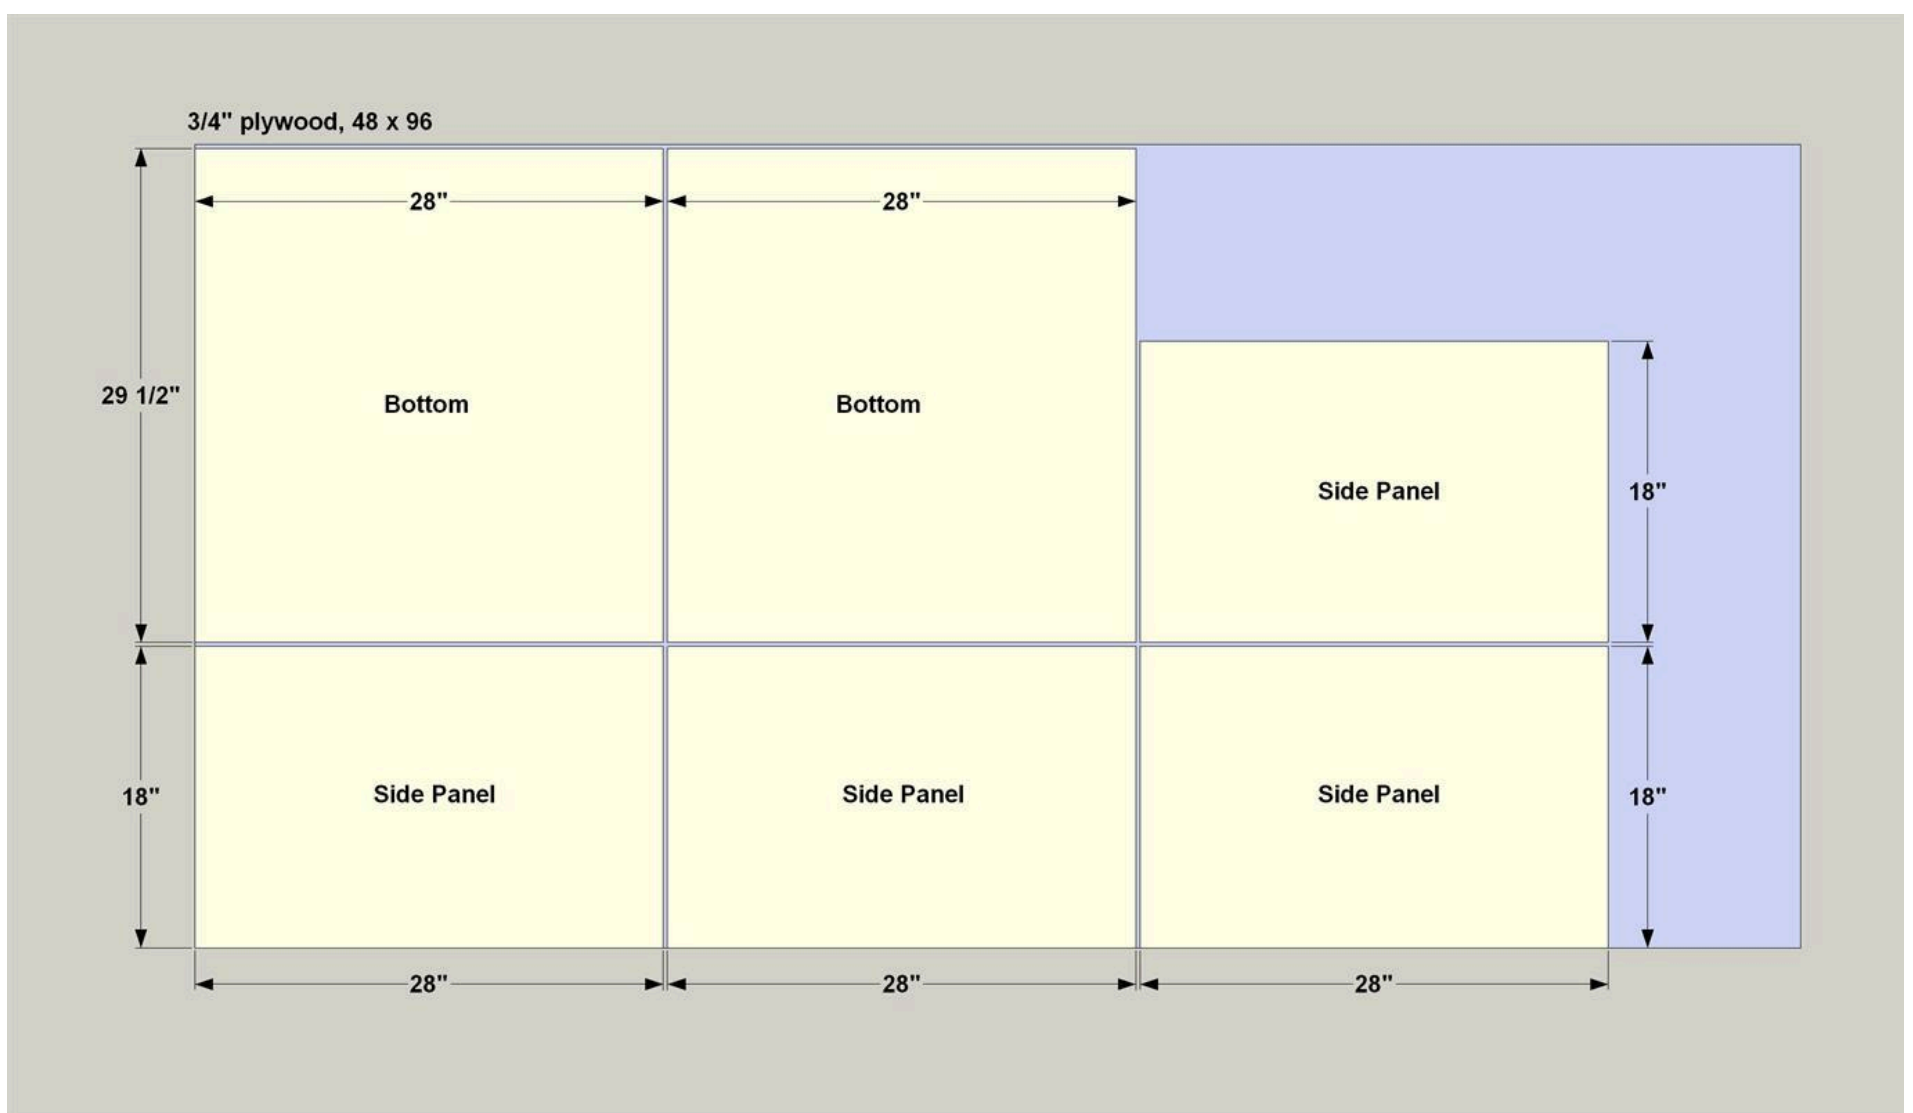 3/4" plywood, 48 x 96
28"
28"
29 1/2"
Bottom
Bottom
Side Panel
18"
18"
Side Panel
Side Panel
Side Panel
18"
28"
28"
28"